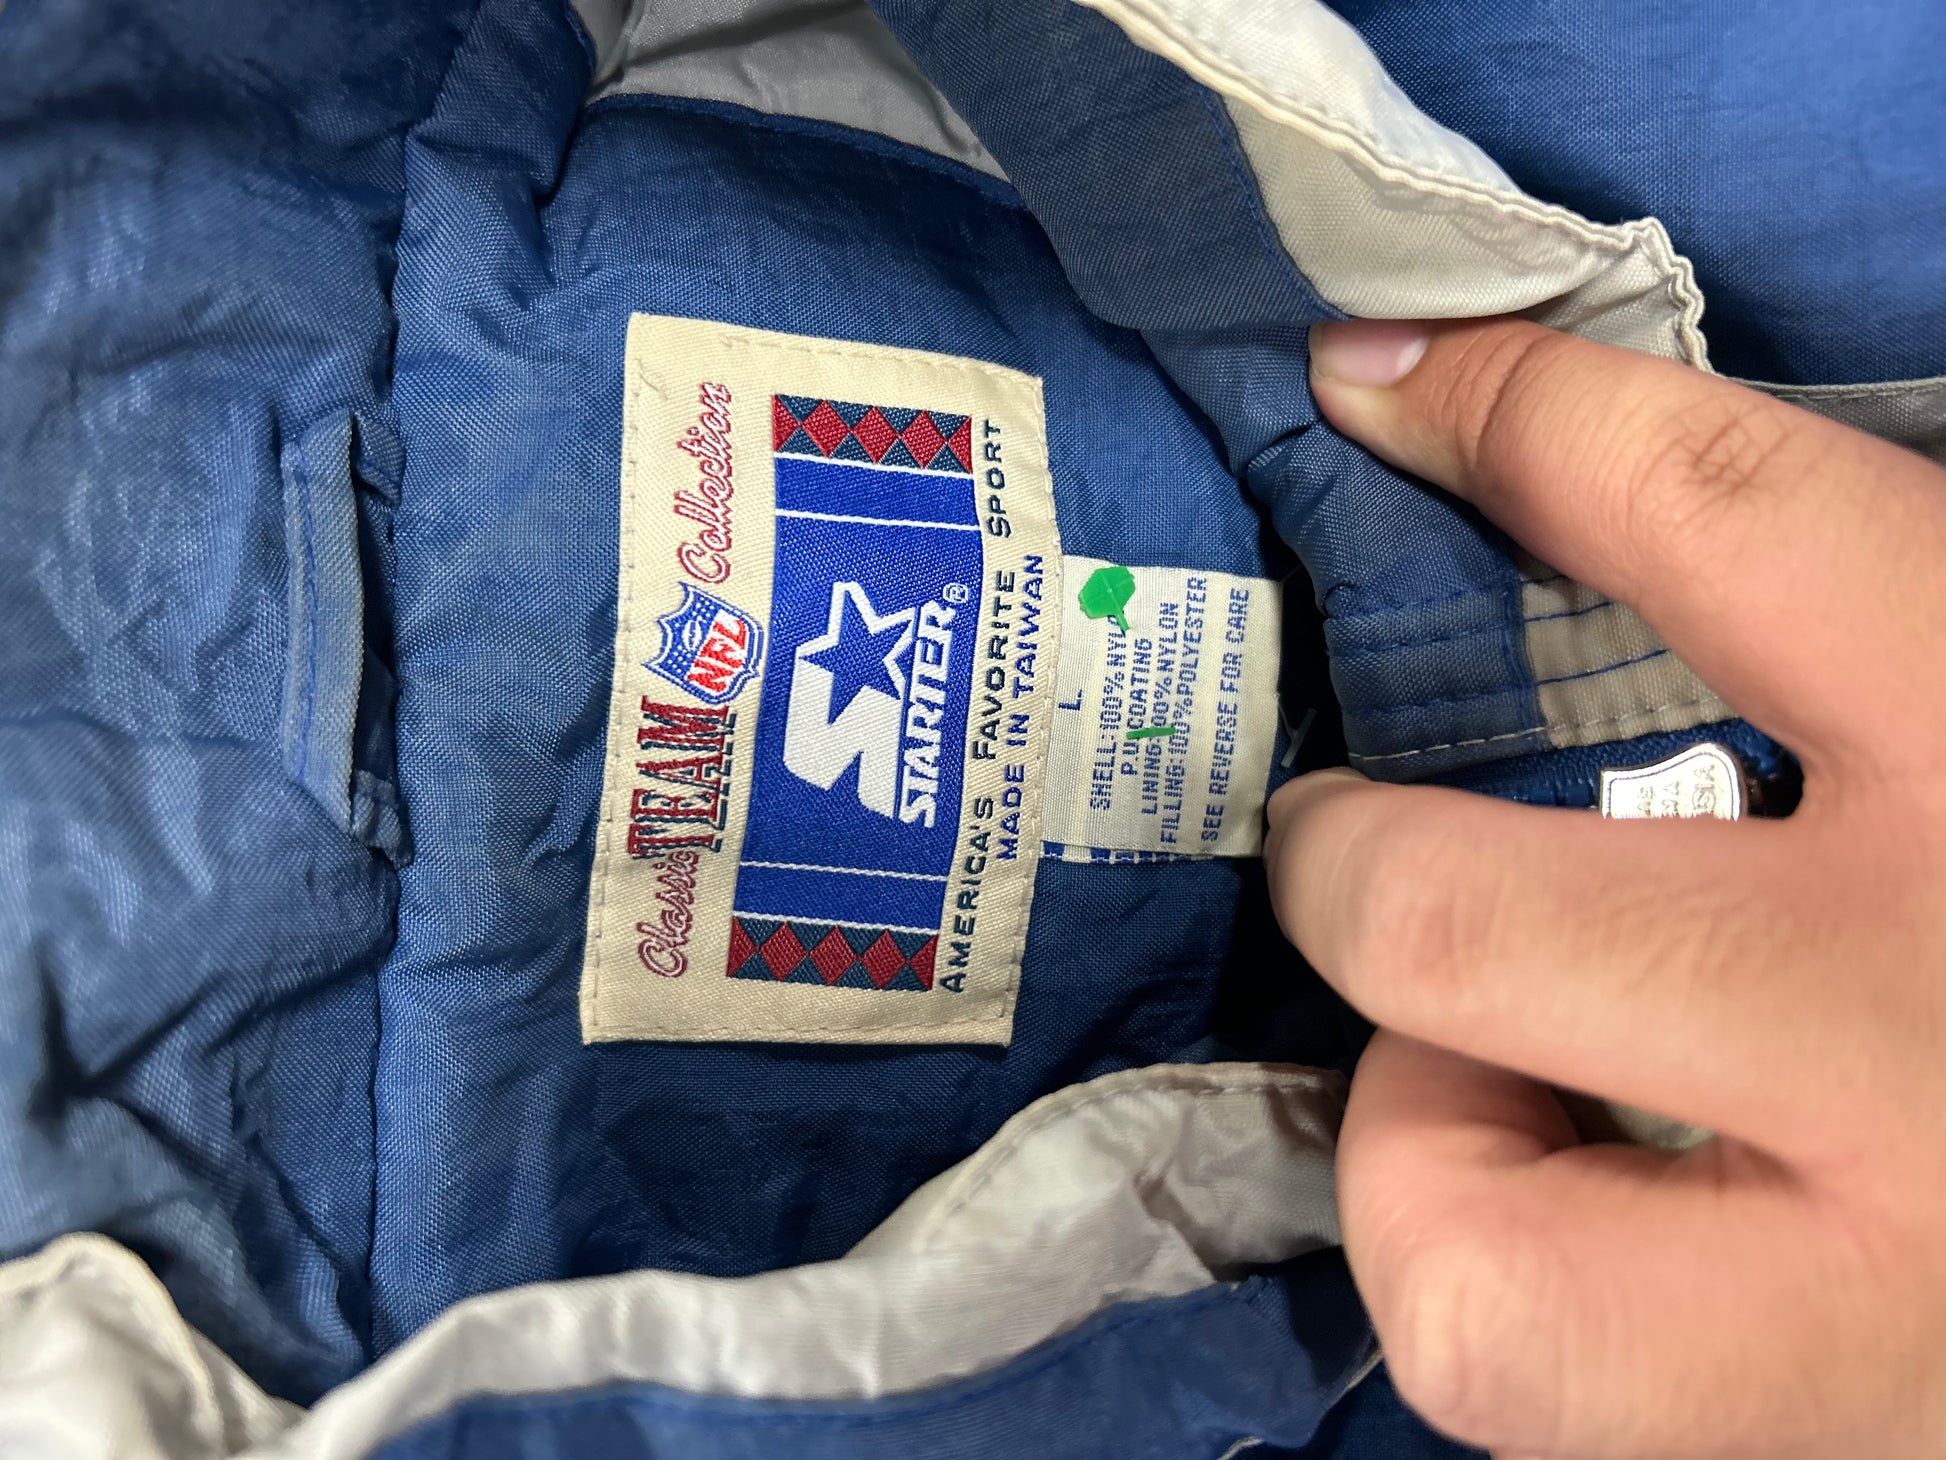 Classic TEAM NFL Collection
STARTER®
AMERICA'S FAVORITE SPORT
MADE IN TAIWAN
L
SHELL:100% NYL
P.U.COATING
LINING:100%NYLON
FILLING:100%POLYESTER
SEE REVERSE FOR CARE